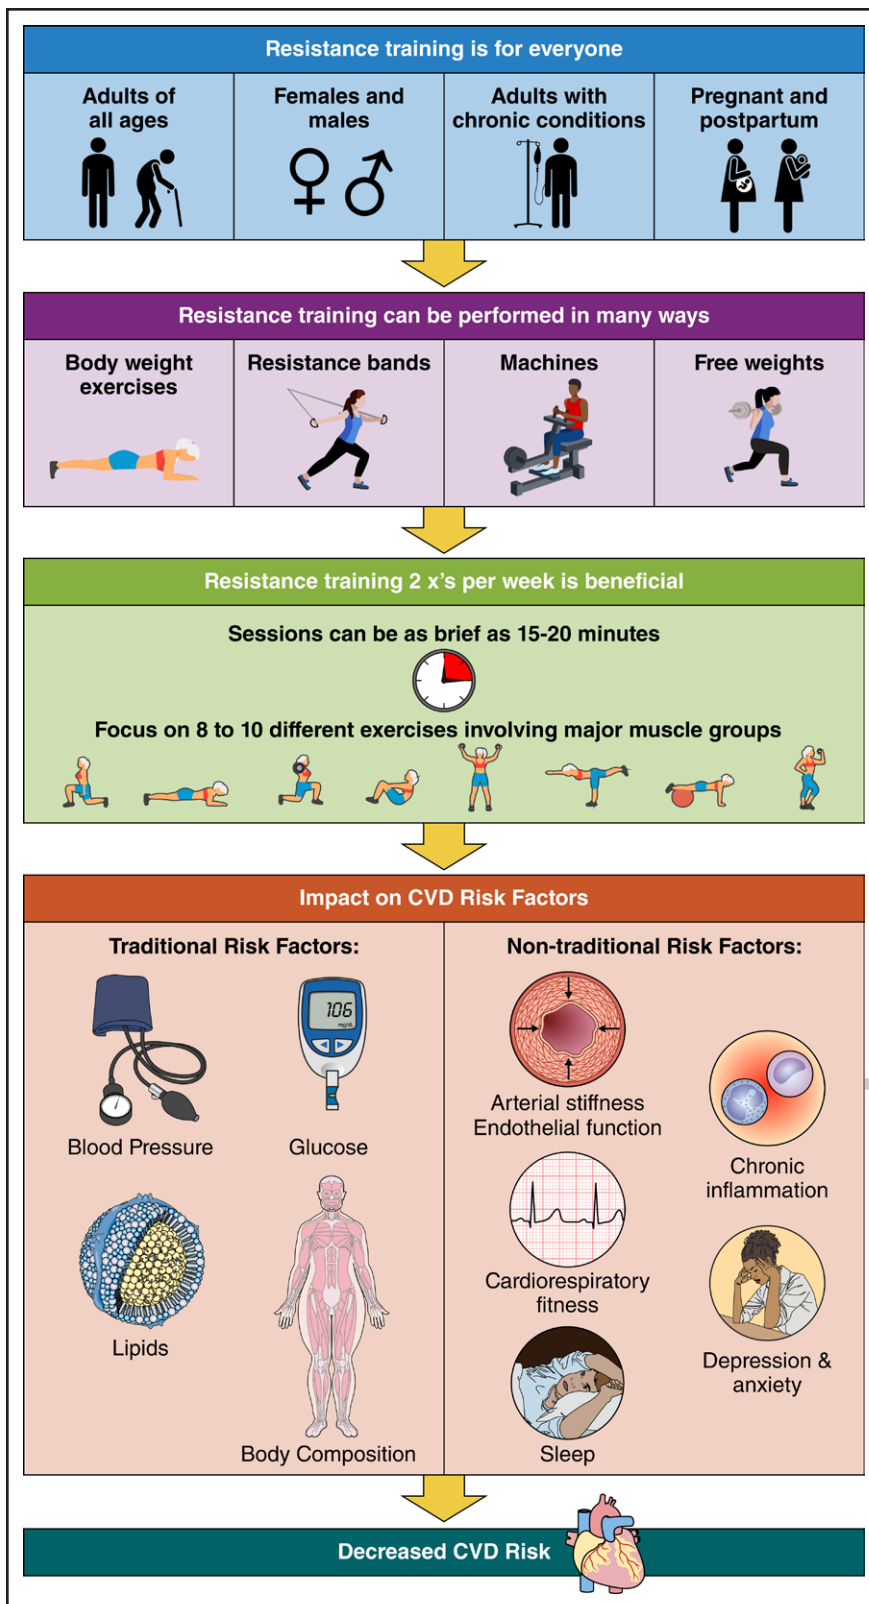 Resistance training is for everyone
Adults of
all ages
Females and
males
Adults with
chronic conditions
Pregnant and
postpartum
Resistance training can be performed in many ways
Body weight
exercises
Resistance bands
Machines
Free weights
Resistance training 2 x's per week is beneficial
Sessions can be as brief as 15-20 minutes
Focus on 8 to 10 different exercises involving major muscle groups
Impact on CVD Risk Factors
Traditional Risk Factors:
106
mg/dL
Blood Pressure
Glucose
Lipids
Body Composition
Non-traditional Risk Factors:
Arterial stiffness
Endothelial function
Chronic
inflammation
Cardiorespiratory
fitness
Depression &
anxiety
Sleep
Decreased CVD Risk